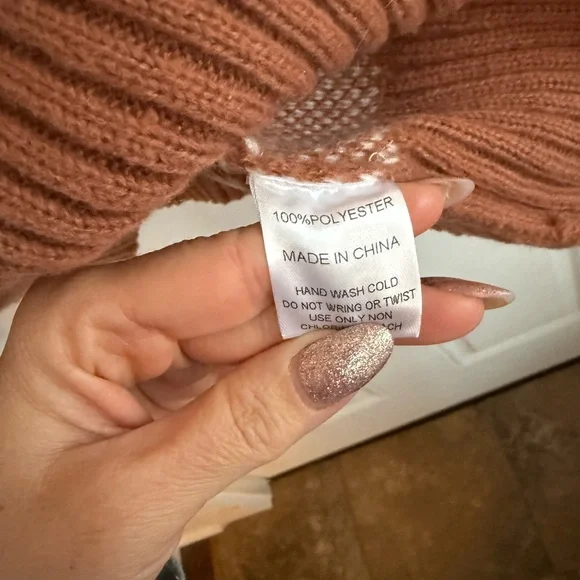 100%POLYESTER
MADE IN CHINA
HAND WASH COLD
DO NOT WRING OR TWIST
USE ONLY NON